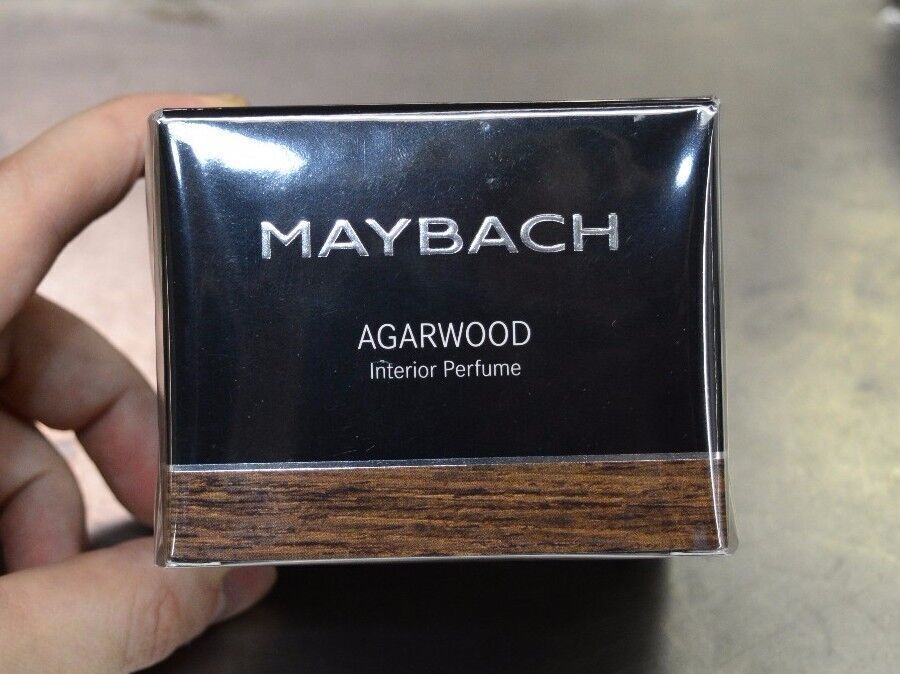 MAYBACH
AGARWOOD
Interior Perfume